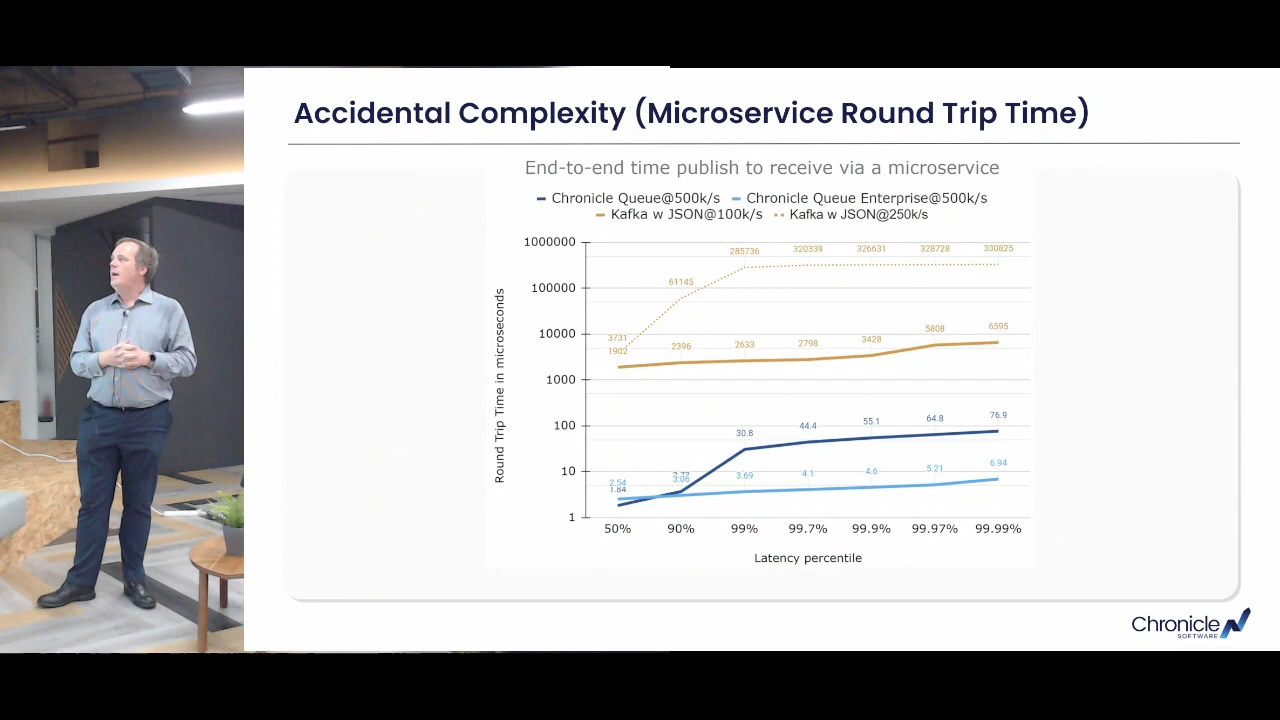 Accidental Complexity (Microservice Round Trip Time)
End-to-end time publish to receive via a microservice
Chronicle Queue@500k/s Chronicle Queue Enterprise@500k/s
Kafka w JSON@100k/s Kafka w JSON@250k/s
Round Trip Time in microseconds
1000000
100000
10000
1000
100
10
1
3731 61145 285736 320339 326631 328728 330825
1902 2396 2633 2798 3428 5808 6595
1.84 30.8 44.4 55.1 64.8 76.9
2.54 3.06 3.69 4.1 4.6 5.21 6.94
50% 90% 99% 99.7% 99.9% 99.97% 99.99%
Latency percentile
Chronicle
SOFTWARE